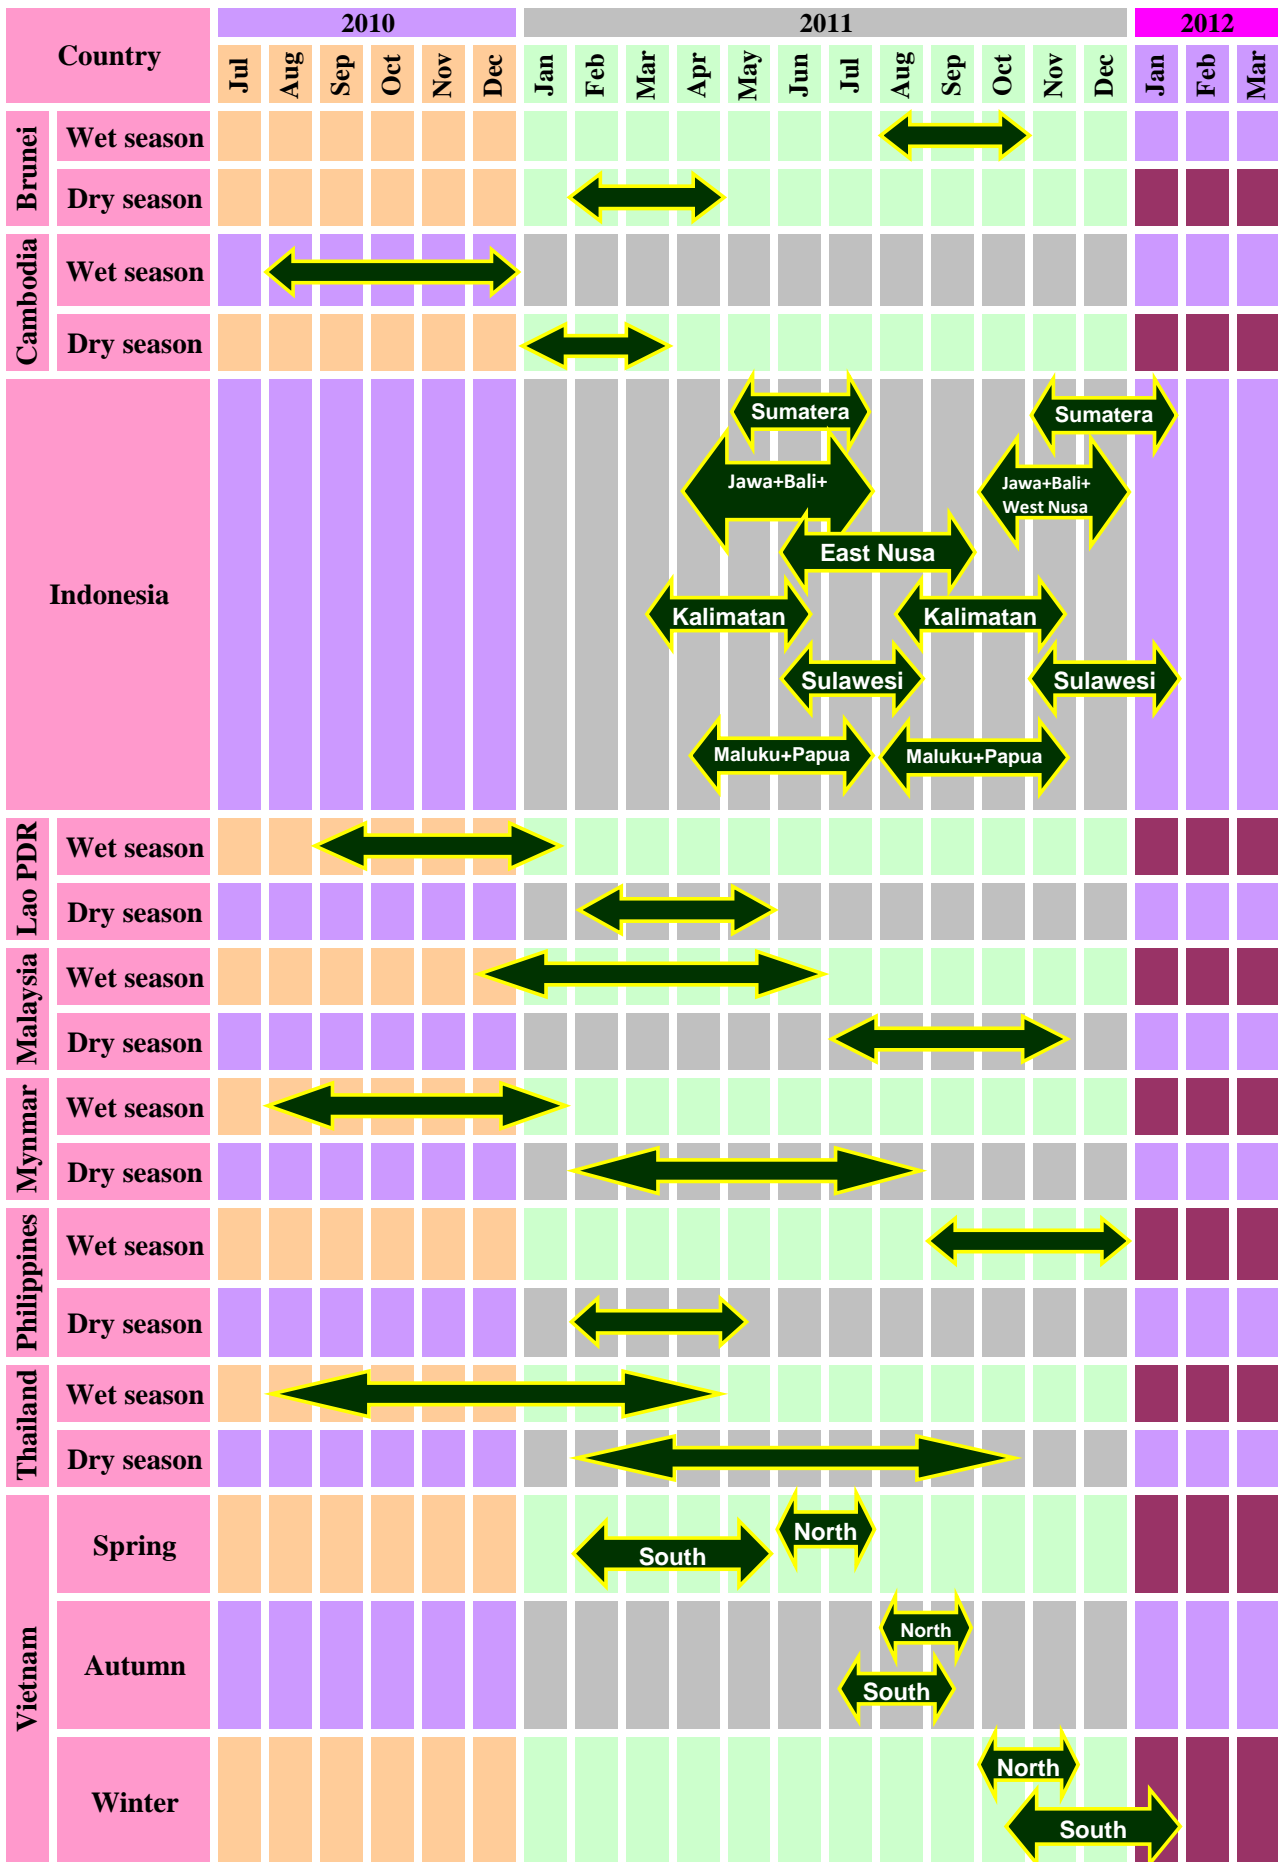 Country
2010
2011
2012
Jul
Aug
Sep
Oct
Nov
Dec
Jan
Feb
Mar
Apr
May
Jun
Jul
Aug
Sep
Oct
Nov
Dec
Jan
Feb
Mar
Brunei
Wet season
Dry season
Cambodia
Wet season
Dry season
Indonesia
Sumatera
Sumatera
Jawa+Bali+
Jawa+Bali+
West Nusa
East Nusa
Kalimatan
Kalimatan
Sulawesi
Sulawesi
Maluku+Papua
Maluku+Papua
Lao PDR
Wet season
Dry season
Malaysia
Wet season
Dry season
Mynmar
Wet season
Dry season
Philippines
Wet season
Dry season
Thailand
Wet season
Dry season
Vietnam
Spring
North
South
Autumn
North
South
Winter
North
South